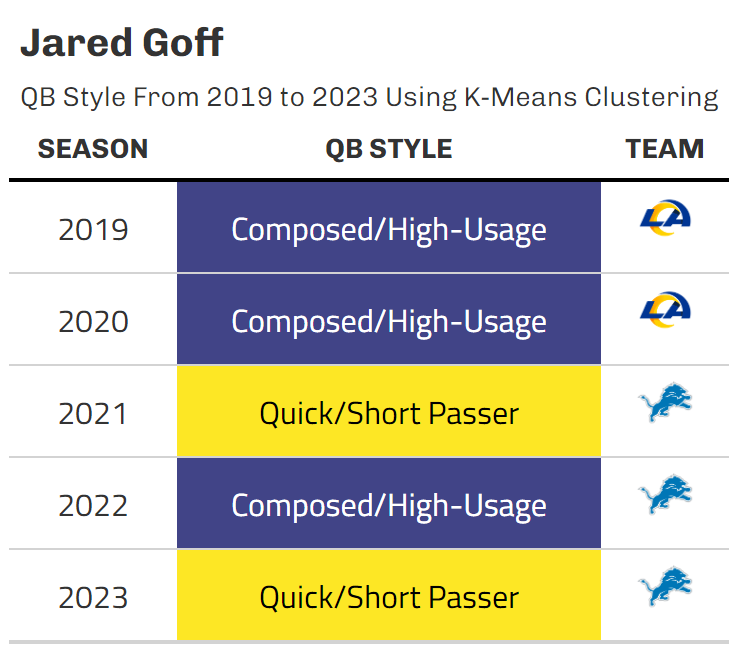 Jared Goff
QB Style From 2019 to 2023 Using K-Means Clustering
SEASON QB STYLE TEAM
2019 Composed/High-Usage LA
2020 Composed/High-Usage LA
2021 Quick/Short Passer
2022 Composed/High-Usage
2023 Quick/Short Passer